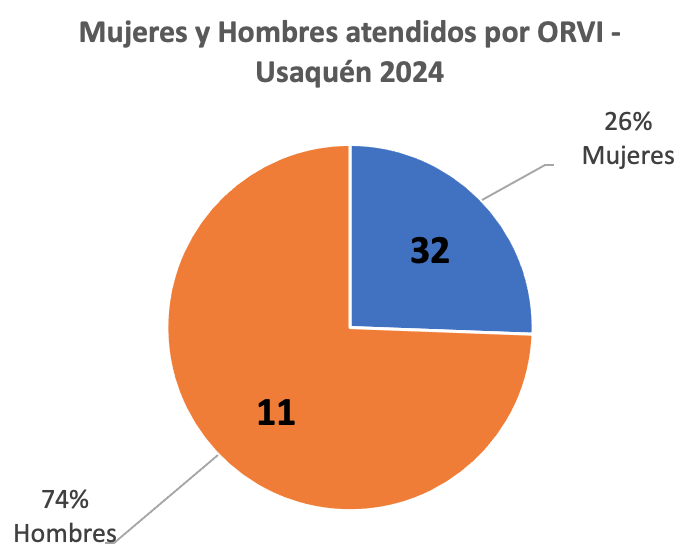 Mujeres y Hombres atendidos por ORVI -
Usaquén 2024
26%
Mujeres
32
11
74%
Hombres